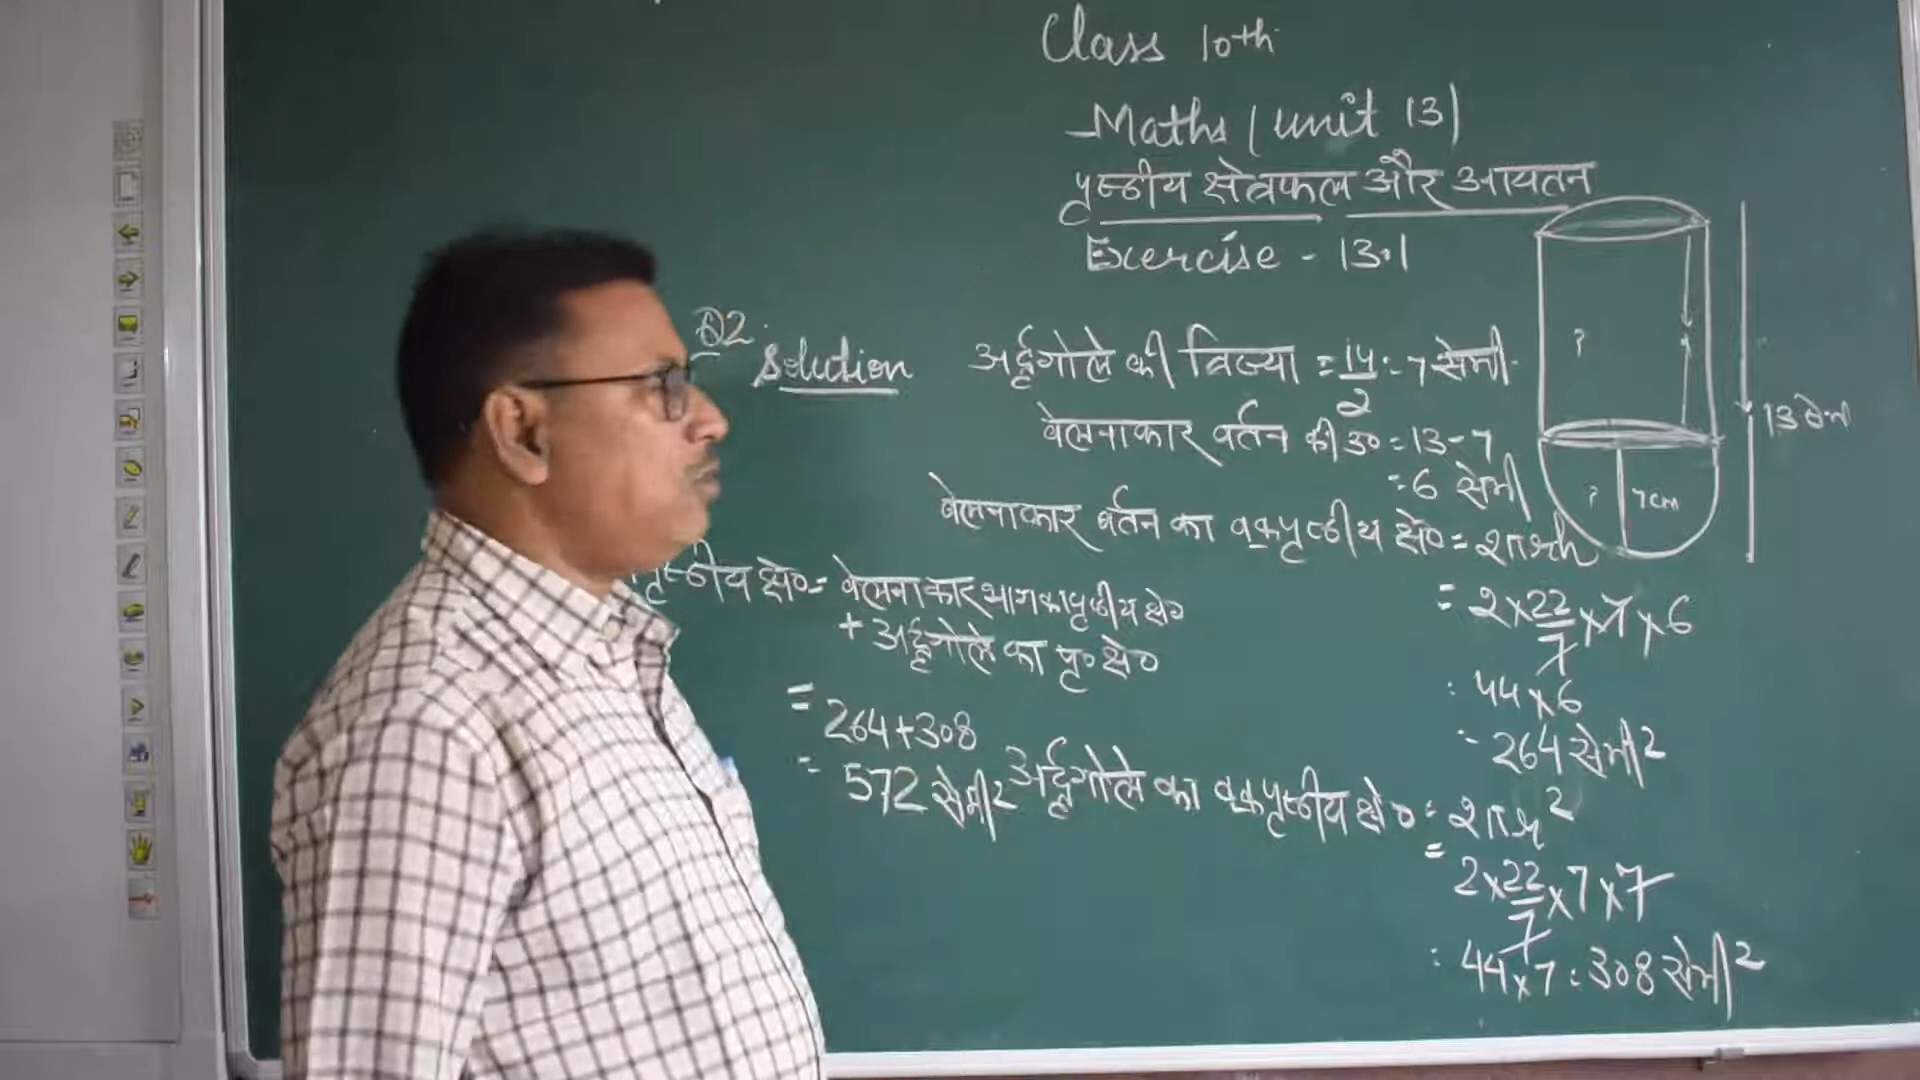 Class 10th
Maths (unit 13)
पृष्ठीय क्षेत्रफल और आयतन
Exercise - 13.1
Q2.
Solution
अर्द्धगोले की त्रिज्या = 14/2 = 7 सेमी
वेलनाकार वर्तन की ऊ० = 13 - 7
= 6 सेमी
वेलनाकार वर्तन का वक्रपृष्ठीय क्षे० = 2πrh
= 2 × 22/7 × 7 × 6
= 44 × 6
= 264 सेमी²
अर्द्धगोले का वक्रपृष्ठीय क्षे० = 2πr²
= 2 × 22/7 × 7 × 7
= 44 × 7 = 308 सेमी²
पृष्ठीय क्षे० = वेलनाकार भाग का पृष्ठीय क्षे०
+ अर्द्धगोले का पृ० क्षे०
= 264 + 308
= 572 सेमी²
?
13 सेमी
?
7cm